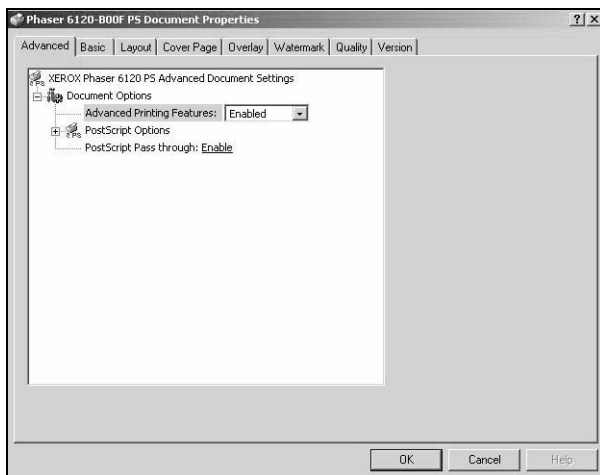 Phaser 6120-B00F PS Document Properties
Advanced Basic Layout Cover Page Overlay Watermark Quality Version
XEROX Phaser 6120 PS Advanced Document Settings
Document Options
Advanced Printing Features: Enabled
PostScript Options
PostScript Pass through: Enable
OK Cancel Help